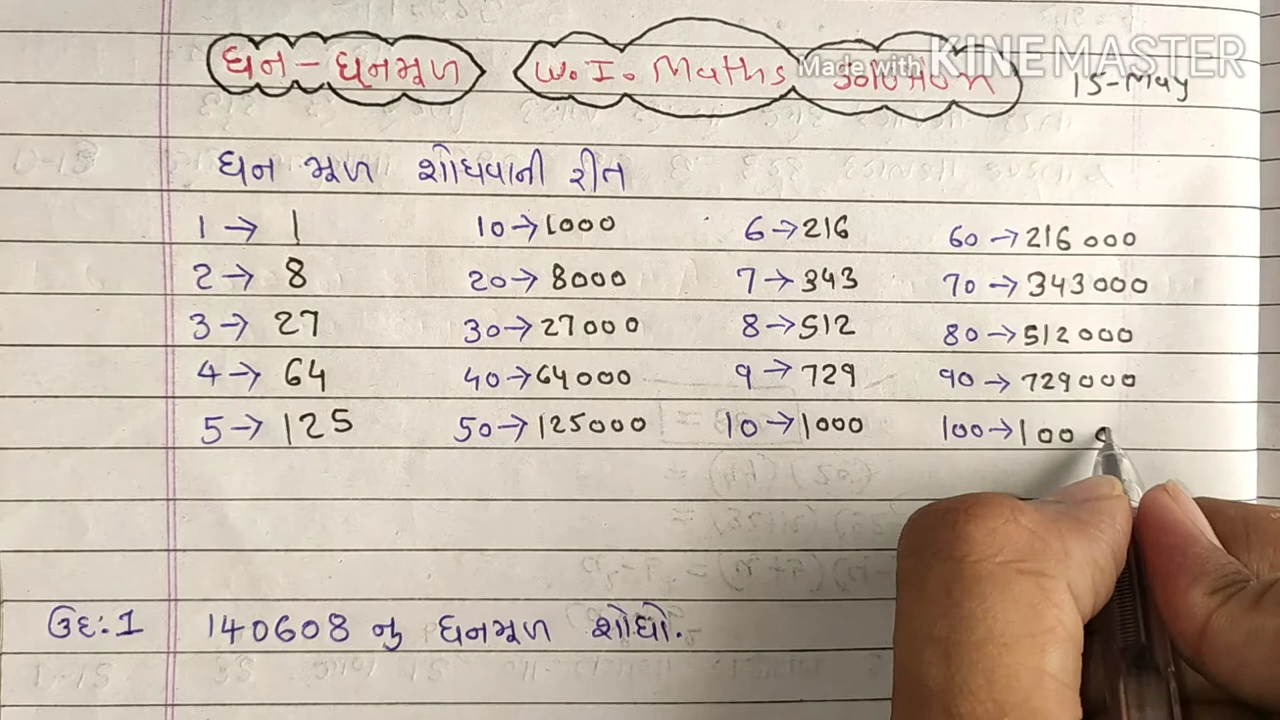 ઘન - ઘનમૂળ W.I. Maths Solution 15-May
Made with KINEMASTER
ઘન મૂળ શોધવાની રીત
1 → 1 10 → 1000 6 → 216 60 → 216000
2 → 8 20 → 8000 7 → 343 70 → 343000
3 → 27 30 → 27000 8 → 512 80 → 512000
4 → 64 40 → 64000 9 → 729 90 → 729000
5 → 125 50 → 125000 10 → 1000 100 → 1000
ઉદ:1 140608 નુ ઘનમૂળ શોધો.